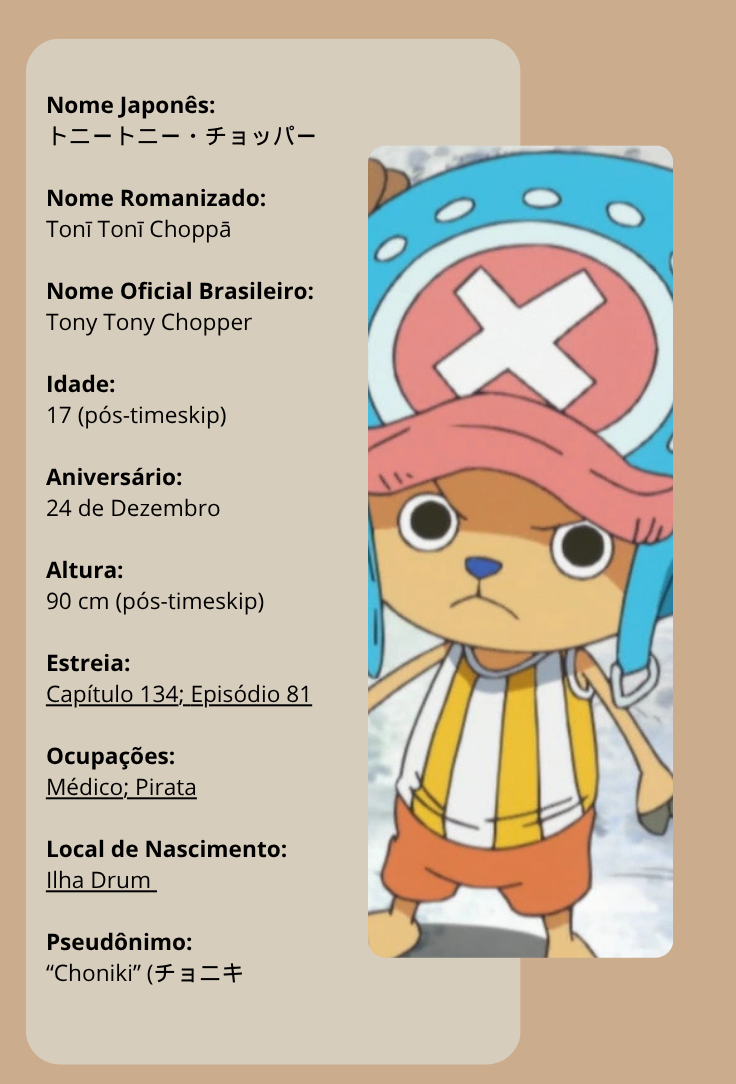 Nome Japonês:
トニートニー・チョッパー
Nome Romanizado:
Tonī Tonī Choppā
Nome Oficial Brasileiro:
Tony Tony Chopper
Idade:
17 (pós-timeskip)
Aniversário:
24 de Dezembro
Altura:
90 cm (pós-timeskip)
Estreia:
Capítulo 134; Episódio 81
Ocupações:
Médico; Pirata
Local de Nascimento:
Ilha Drum
Pseudônimo:
“Choniki” (チョニキ